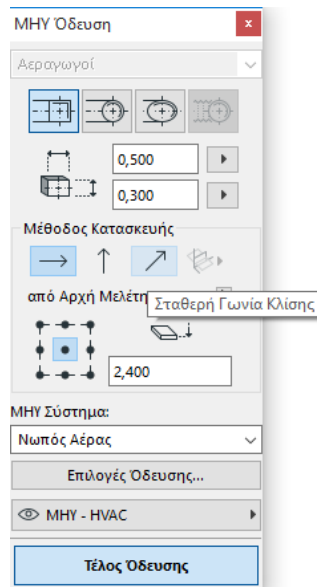 ΜΗΥ Όδευση
Αεραγωγοί
0,500
0,300
Μέθοδος Κατασκευής
από Αρχή Μελέτη
Σταθερή Γωνία Κλίσης
2,400
ΜΗΥ Σύστημα:
Νωπός Αέρας
Επιλογές Όδευσης...
ΜΗΥ - HVAC
Τέλος Όδευσης